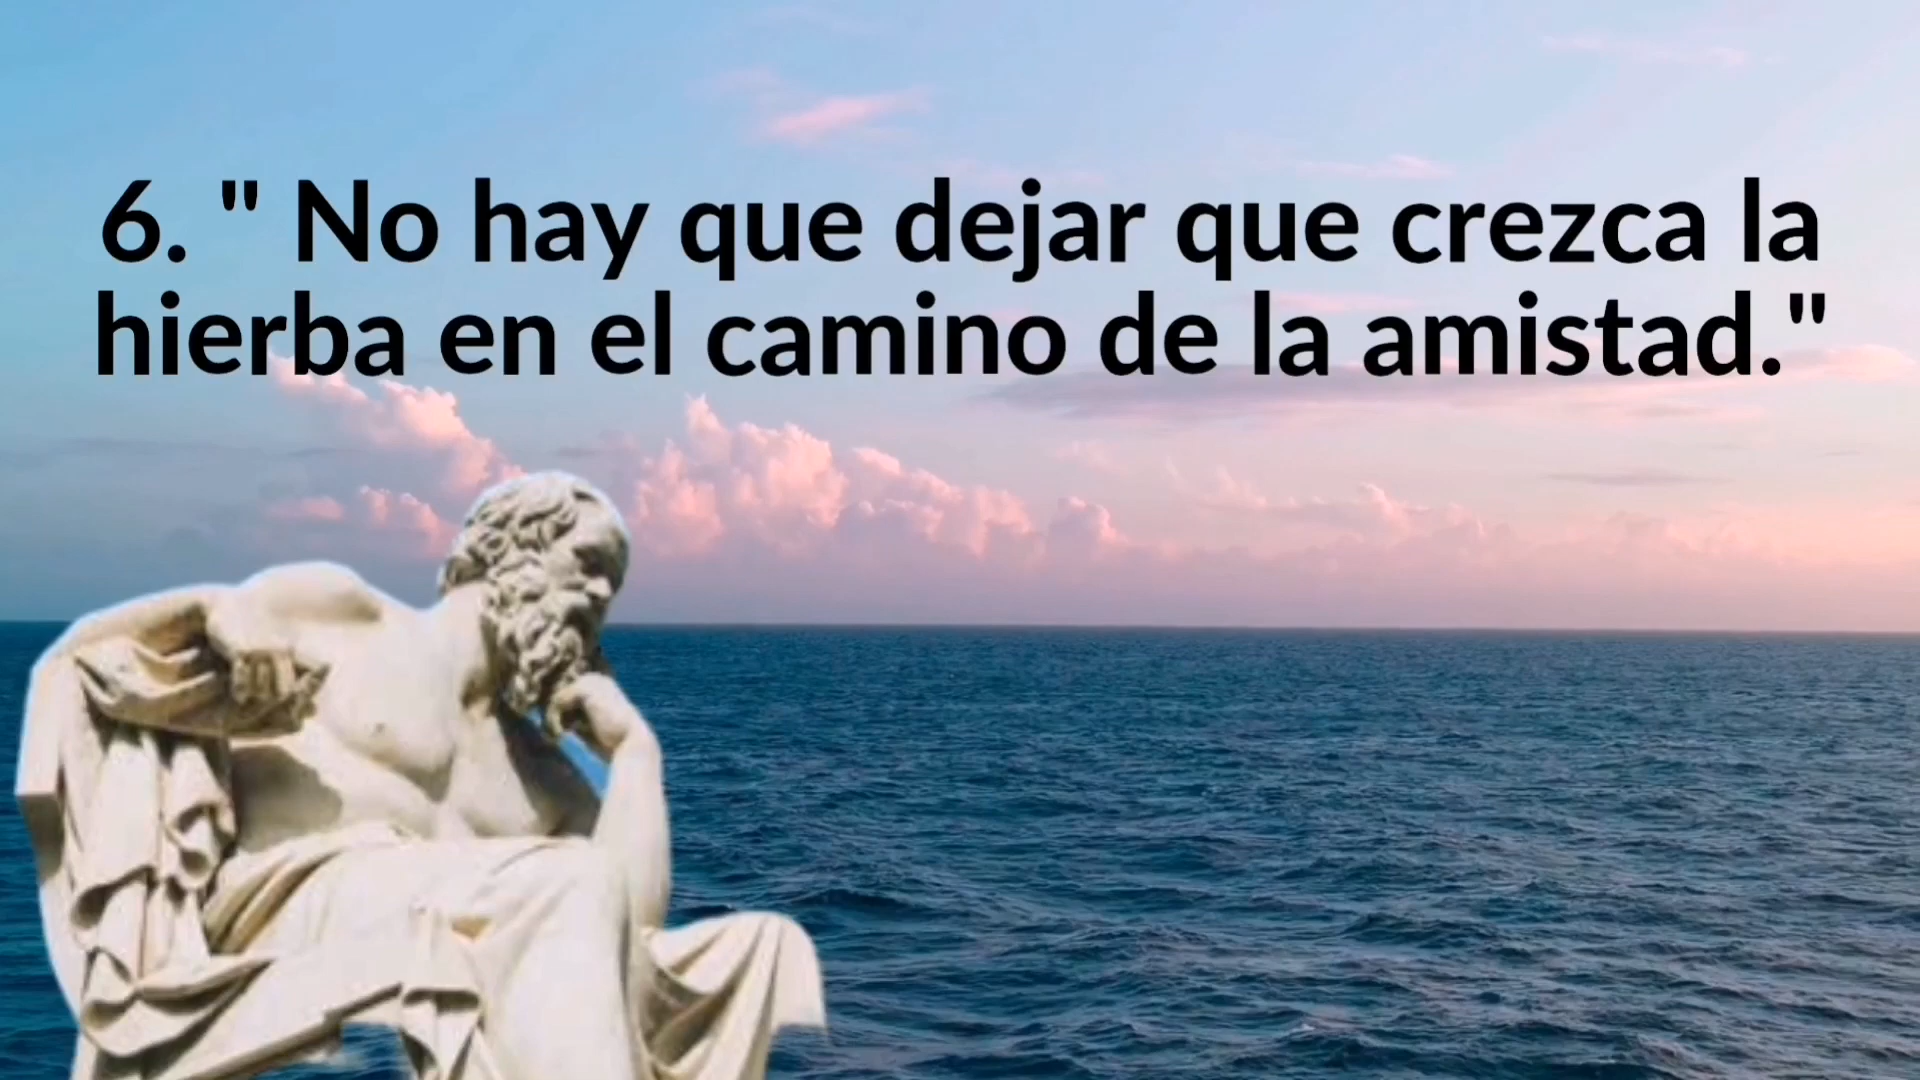 6. " No hay que dejar que crezca la
hierba en el camino de la amistad."